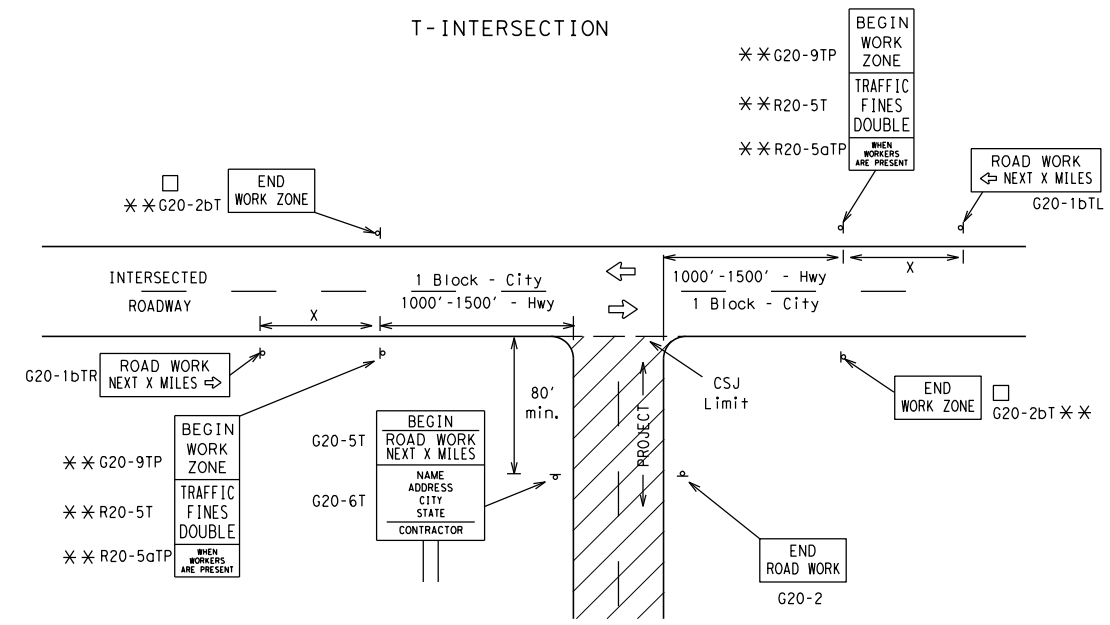 T-INTERSECTION
BEGIN
WORK
ZONE
TRAFFIC
FINES
DOUBLE
WHEN
WORKERS
ARE PRESENT
** G20-9TP
** R20-5T
** R20-5aTP
ROAD WORK
⇦ NEXT X MILES
G20-1bTL
END
WORK ZONE
□
** G20-2bT
INTERSECTED
ROADWAY
1 Block - City
1000'-1500' - Hwy
1000'-1500' - Hwy
1 Block - City
X
X
ROAD WORK
NEXT X MILES ⇨
G20-1bTR
80'
min.
PROJECT
CSJ
Limit
END
WORK ZONE
□
G20-2bT **
BEGIN
WORK
ZONE
TRAFFIC
FINES
DOUBLE
WHEN
WORKERS
ARE PRESENT
** G20-9TP
** R20-5T
** R20-5aTP
BEGIN
ROAD WORK
NEXT X MILES
NAME
ADDRESS
CITY
STATE
CONTRACTOR
G20-5T
G20-6T
END
ROAD WORK
G20-2